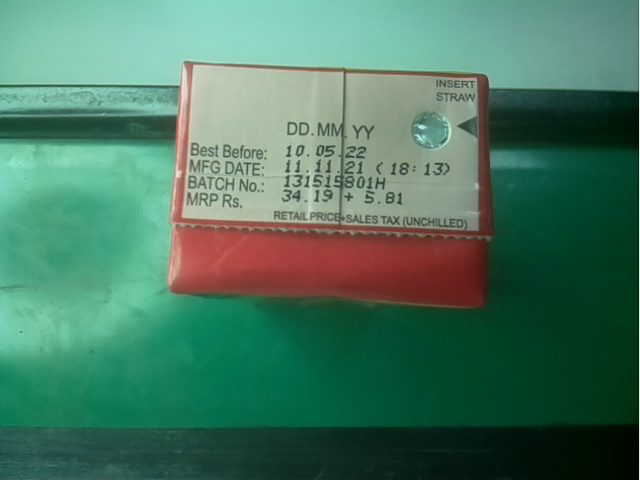 INSERT
STRAW
DD.MM.YY
Best Before: 10.05.22
MFG DATE: 11.11.21 (18:13)
BATCH No.: 131515801H
MRP Rs. 34.19 + 5.81
RETAIL PRICE+SALES TAX (UNCHILLED)